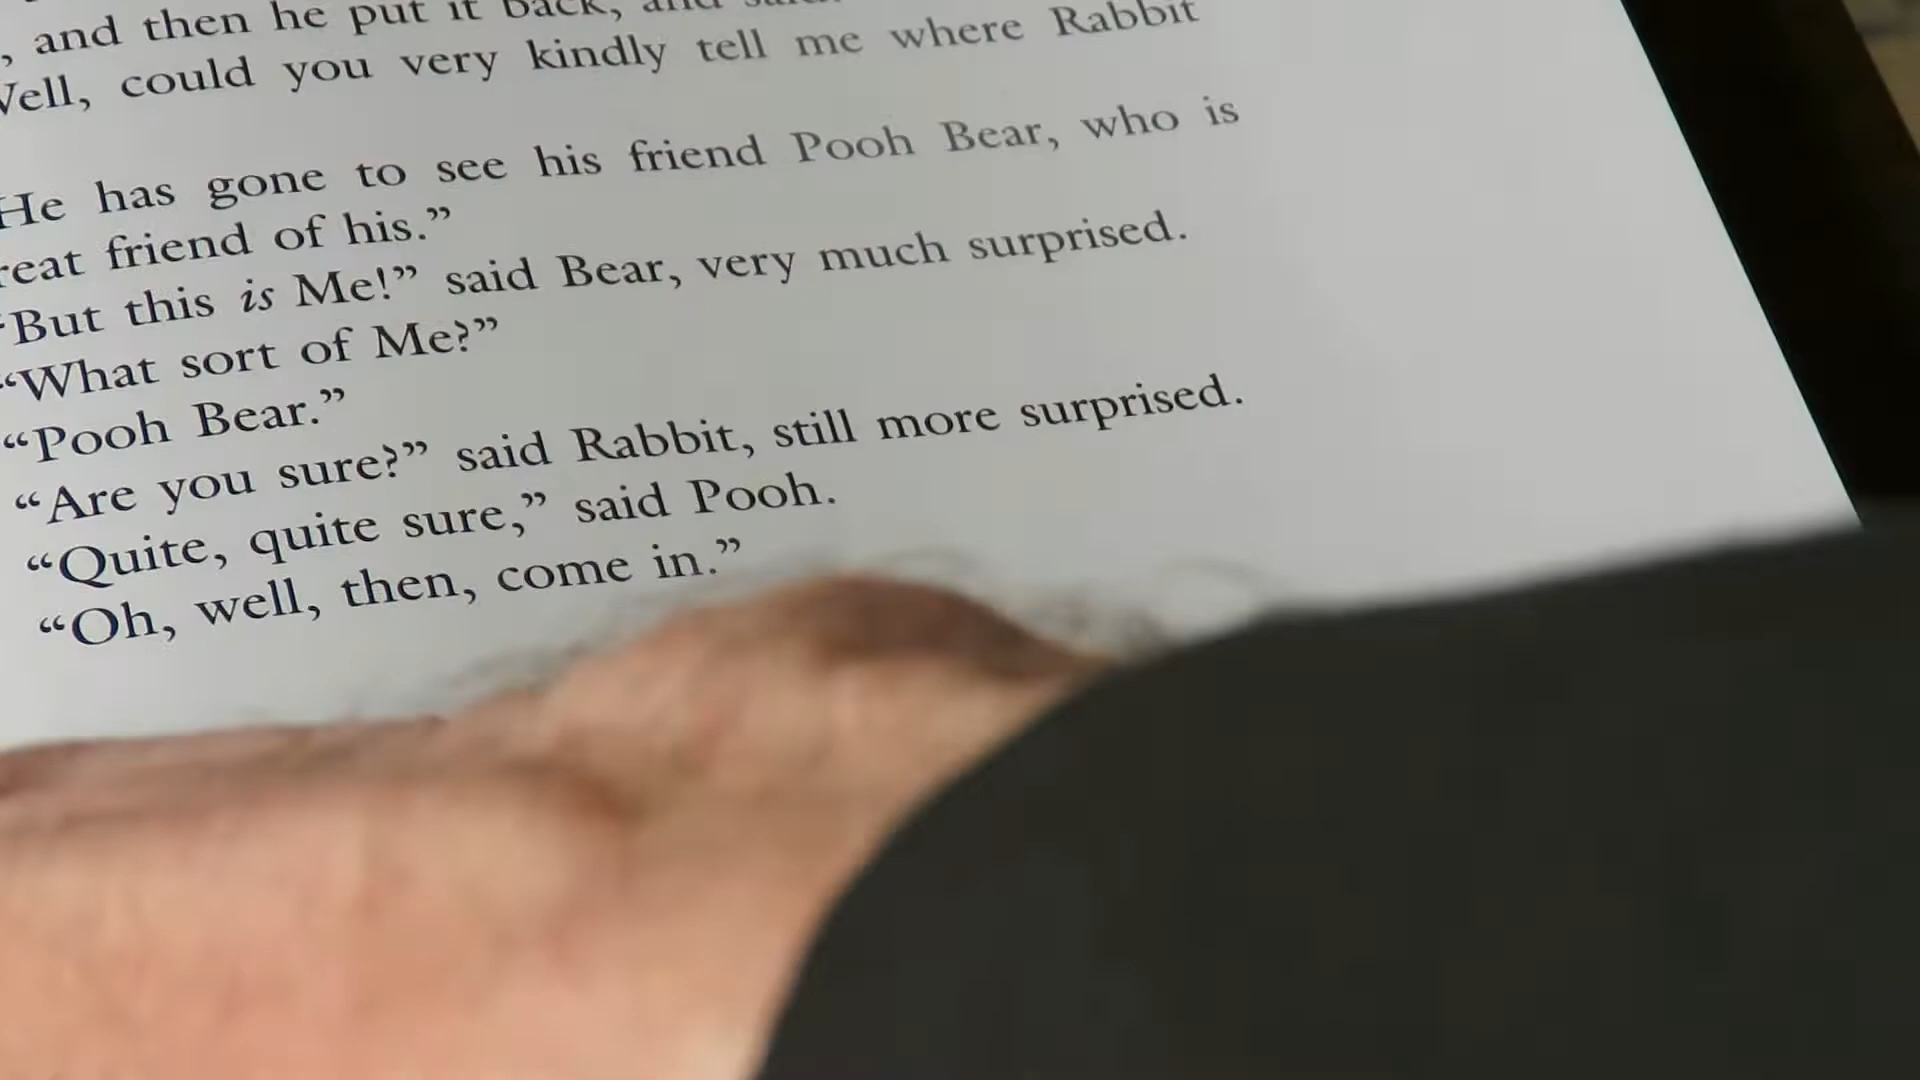 , and then he put it back, and said:
Well, could you very kindly tell me where Rabbit
He has gone to see his friend Pooh Bear, who is
reat friend of his.”
“But this is Me!” said Bear, very much surprised.
“What sort of Me?”
“Pooh Bear.”
“Are you sure?” said Rabbit, still more surprised.
“Quite, quite sure,” said Pooh.
“Oh, well, then, come in.”